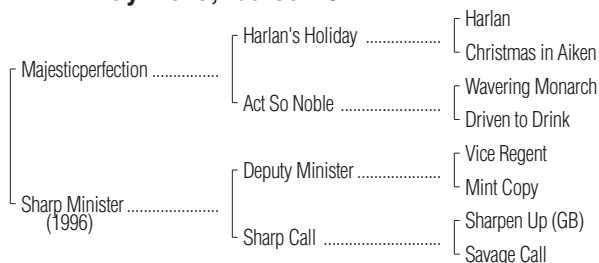 Harlan
Harlan's Holiday ..................
Christmas in Aiken
Majesticperfection ................
Wavering Monarch
Act So Noble ........................
Driven to Drink
Vice Regent
Deputy Minister .....................
Mint Copy
Sharp Minister ......................
(1996)
Sharpen Up (GB)
Sharp Call ............................
Savage Call